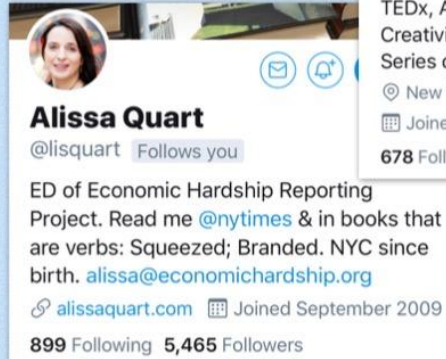 TEDx, A
Creativi
Series o
New
Joine
678 Foll
Alissa Quart
@lisquart Follows you
ED of Economic Hardship Reporting
Project. Read me @nytimes & in books that
are verbs: Squeezed; Branded. NYC since
birth. alissa@economichardship.org
alissaquart.com Joined September 2009
899 Following 5,465 Followers